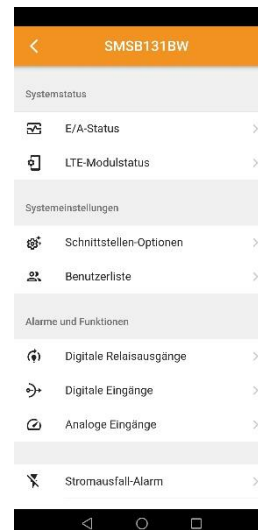 SMSB131BW
Systemstatus
E/A-Status
LTE-Modulstatus
Systemeinstellungen
Schnittstellen-Optionen
Benutzerliste
Alarme und Funktionen
Digitale Relaisausgänge
Digitale Eingänge
Analoge Eingänge
Stromausfall-Alarm